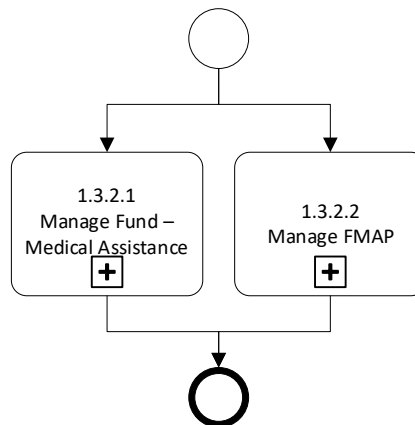 1.3.2.1
Manage Fund –
Medical Assistance
1.3.2.2
Manage FMAP